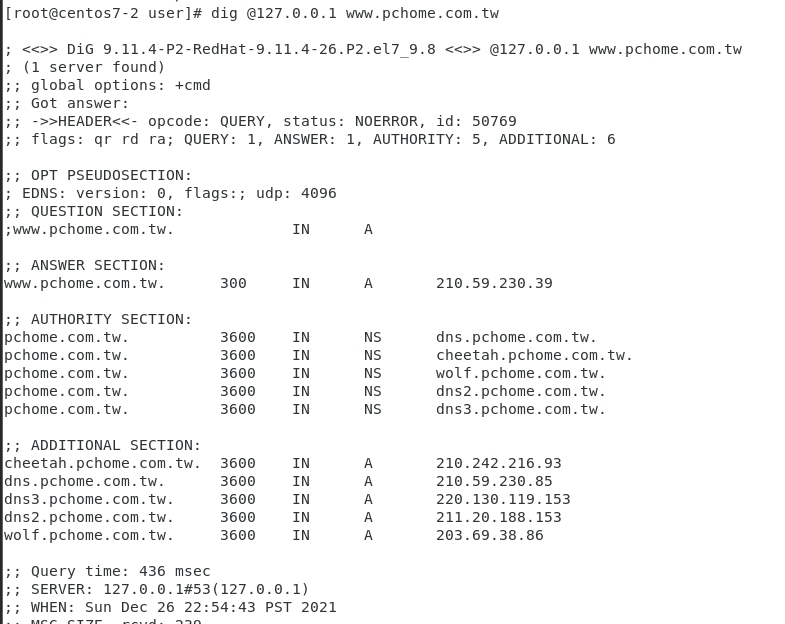 [root@centos7-2 user]# dig @127.0.0.1 www.pchome.com.tw
; <<>> DiG 9.11.4-P2-RedHat-9.11.4-26.P2.el7_9.8 <<>> @127.0.0.1 www.pchome.com.tw
; (1 server found)
;; global options: +cmd
;; Got answer:
;; ->>HEADER<<- opcode: QUERY, status: NOERROR, id: 50769
;; flags: qr rd ra; QUERY: 1, ANSWER: 1, AUTHORITY: 5, ADDITIONAL: 6
;; OPT PSEUDOSECTION:
; EDNS: version: 0, flags:; udp: 4096
;; QUESTION SECTION:
;www.pchome.com.tw. IN A
;; ANSWER SECTION:
www.pchome.com.tw. 300 IN A 210.59.230.39
;; AUTHORITY SECTION:
pchome.com.tw. 3600 IN NS dns.pchome.com.tw.
pchome.com.tw. 3600 IN NS cheetah.pchome.com.tw.
pchome.com.tw. 3600 IN NS wolf.pchome.com.tw.
pchome.com.tw. 3600 IN NS dns2.pchome.com.tw.
pchome.com.tw. 3600 IN NS dns3.pchome.com.tw.
;; ADDITIONAL SECTION:
cheetah.pchome.com.tw. 3600 IN A 210.242.216.93
dns.pchome.com.tw. 3600 IN A 210.59.230.85
dns3.pchome.com.tw. 3600 IN A 220.130.119.153
dns2.pchome.com.tw. 3600 IN A 211.20.188.153
wolf.pchome.com.tw. 3600 IN A 203.69.38.86
;; Query time: 436 msec
;; SERVER: 127.0.0.1#53(127.0.0.1)
;; WHEN: Sun Dec 26 22:54:43 PST 2021
;; MSG SIZE rcvd: 239